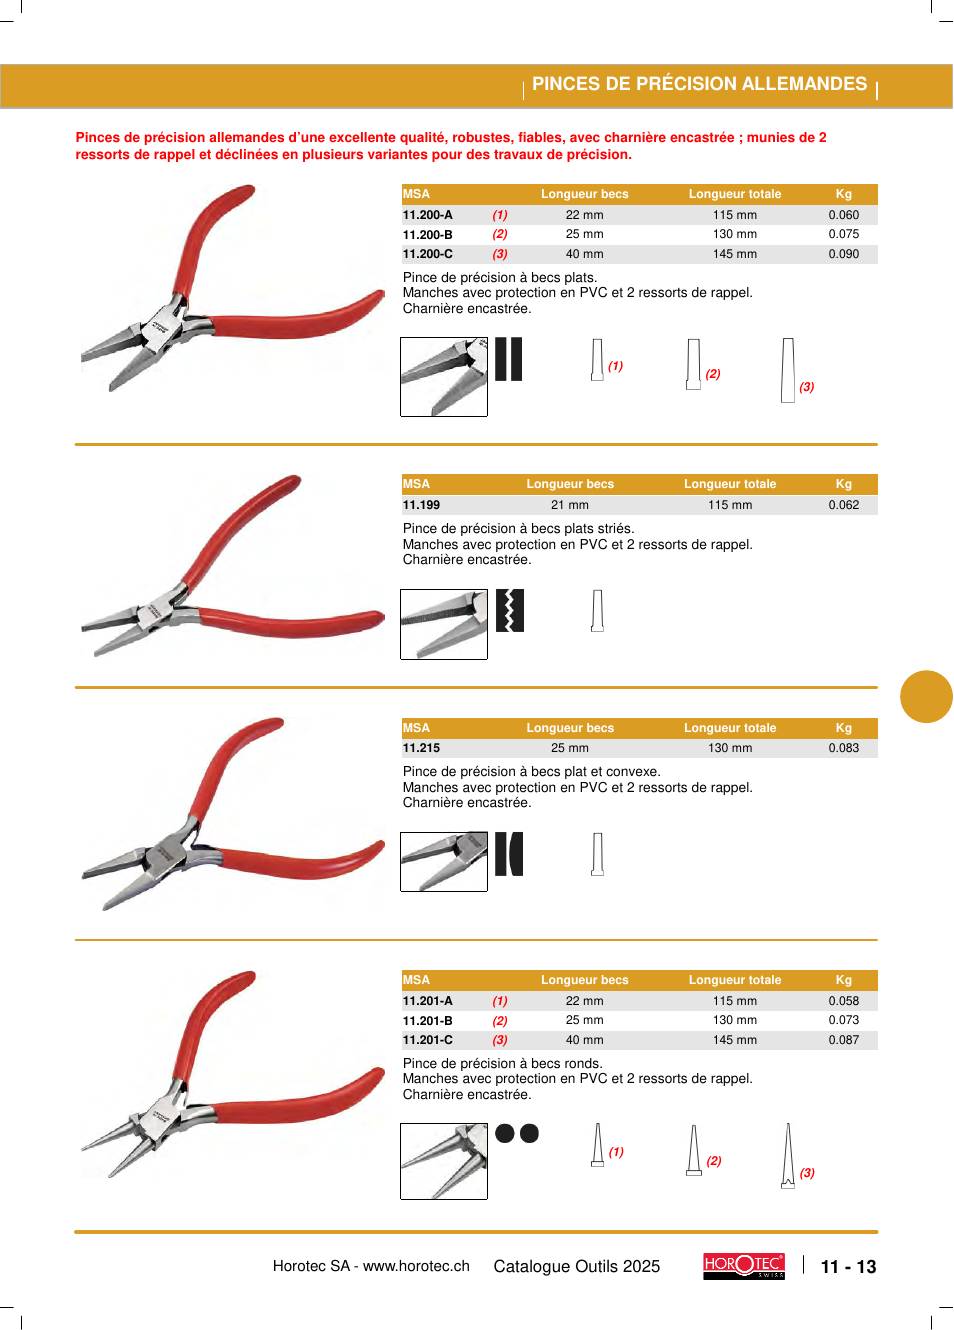 PINCES DE PRÉCISION ALLEMANDES
Pinces de précision allemandes d'une excellente qualité, robustes, fiables, avec charnière encastrée ; munies de 2
ressorts de rappel et déclinées en plusieurs variantes pour des travaux de précision.
MSA Longueur becs Longueur totale Kg
11.200-A (1) 22 mm 115 mm 0.060
11.200-B (2) 25 mm 130 mm 0.075
11.200-C (3) 40 mm 145 mm 0.090
Pince de précision à becs plats.
Manches avec protection en PVC et 2 ressorts de rappel.
Charnière encastrée.
(1)
(2)
(3)
MSA Longueur becs Longueur totale Kg
11.199 21 mm 115 mm 0.062
Pince de précision à becs plats striés.
Manches avec protection en PVC et 2 ressorts de rappel.
Charnière encastrée.
MSA Longueur becs Longueur totale Kg
11.215 25 mm 130 mm 0.083
Pince de précision à becs plat et convexe.
Manches avec protection en PVC et 2 ressorts de rappel.
Charnière encastrée.
MSA Longueur becs Longueur totale Kg
11.201-A (1) 22 mm 115 mm 0.058
11.201-B (2) 25 mm 130 mm 0.073
11.201-C (3) 40 mm 145 mm 0.087
Pince de précision à becs ronds.
Manches avec protection en PVC et 2 ressorts de rappel.
Charnière encastrée.
(1)
(2)
(3)
Horotec SA - www.horotec.ch Catalogue Outils 2025 HOROTEC SWISS 11 - 13